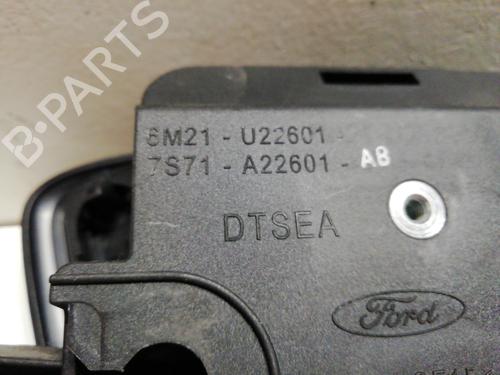 B-PARTS
6M21 - U22601 -
7S71 - A22601 - AB
DTSEA
Ford